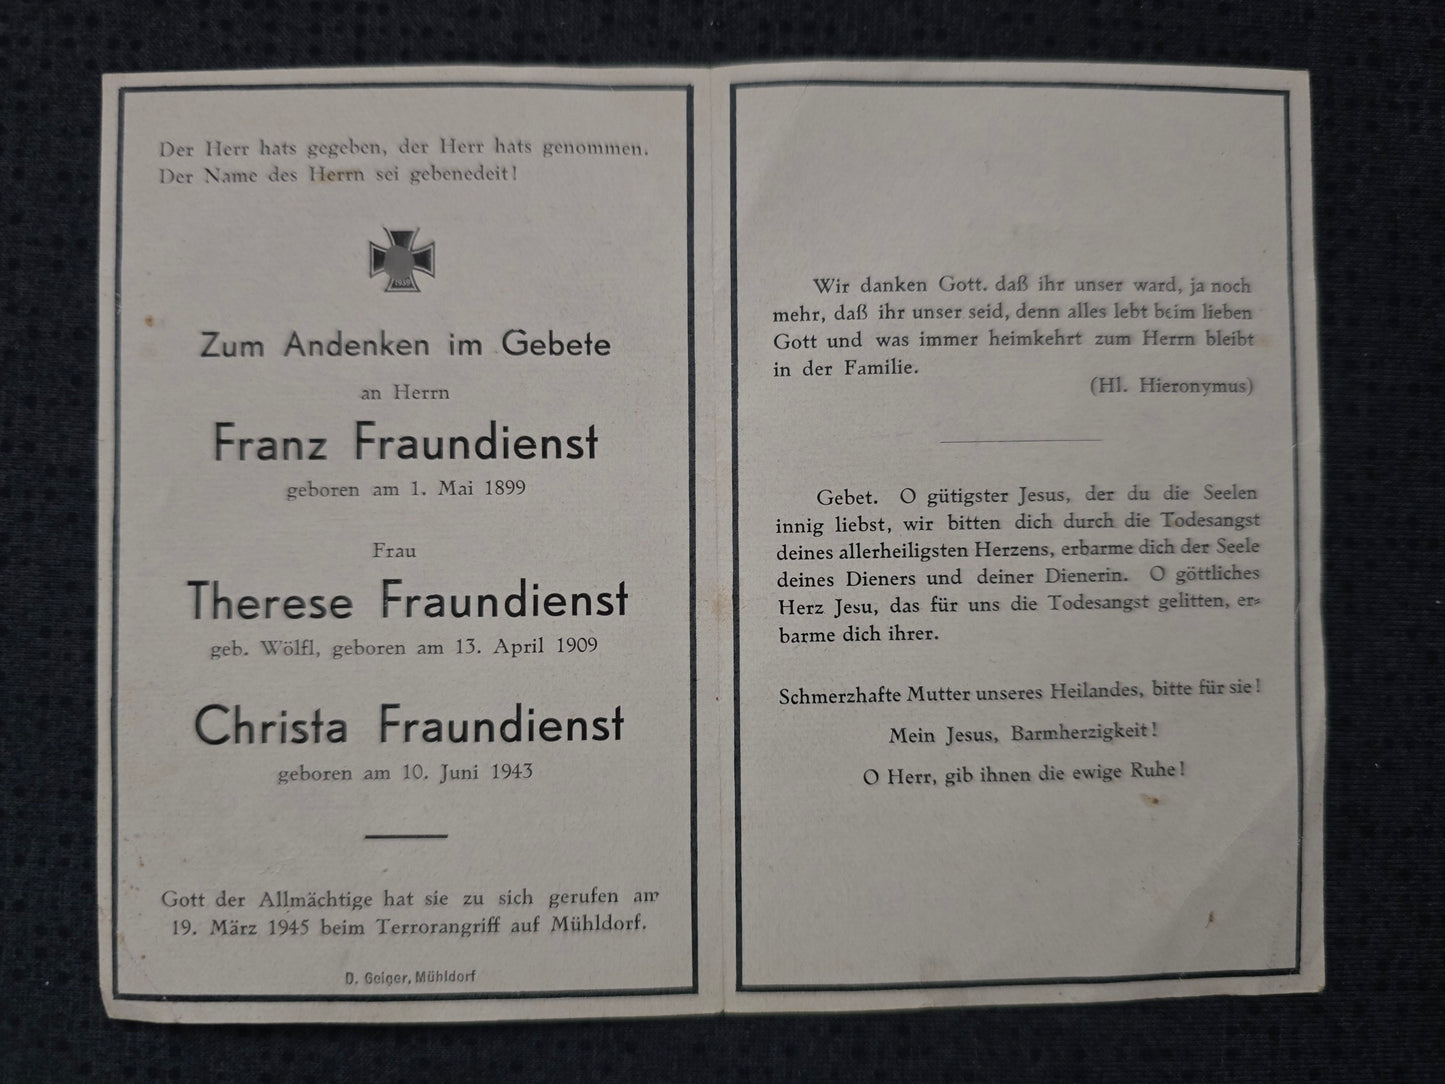 Der Herr hats gegeben, der Herr hats genommen.
Der Name des Herrn sei gebenedeit!
1939
Zum Andenken im Gebete
an Herrn
Franz Fraundienst
geboren am 1. Mai 1899
Frau
Therese Fraundienst
geb. Wölfl, geboren am 13. April 1909
Christa Fraundienst
geboren am 10. Juni 1943
Gott der Allmächtige hat sie zu sich gerufen am
19. März 1945 beim Terrorangriff auf Mühldorf.
D. Geiger, Mühldorf
Wir danken Gott. daß ihr unser ward, ja noch
mehr, daß ihr unser seid, denn alles lebt beim lieben
Gott und was immer heimkehrt zum Herrn bleibt
in der Familie.
(Hl. Hieronymus)
Gebet. O gütigster Jesus, der du die Seelen
innig liebst, wir bitten dich durch die Todesangst
deines allerheiligsten Herzens, erbarme dich der Seele
deines Dieners und deiner Dienerin. O göttliches
Herz Jesu, das für uns die Todesangst gelitten, er-
barme dich ihrer.
Schmerzhafte Mutter unseres Heilandes, bitte für sie!
Mein Jesus, Barmherzigkeit!
O Herr, gib ihnen die ewige Ruhe!